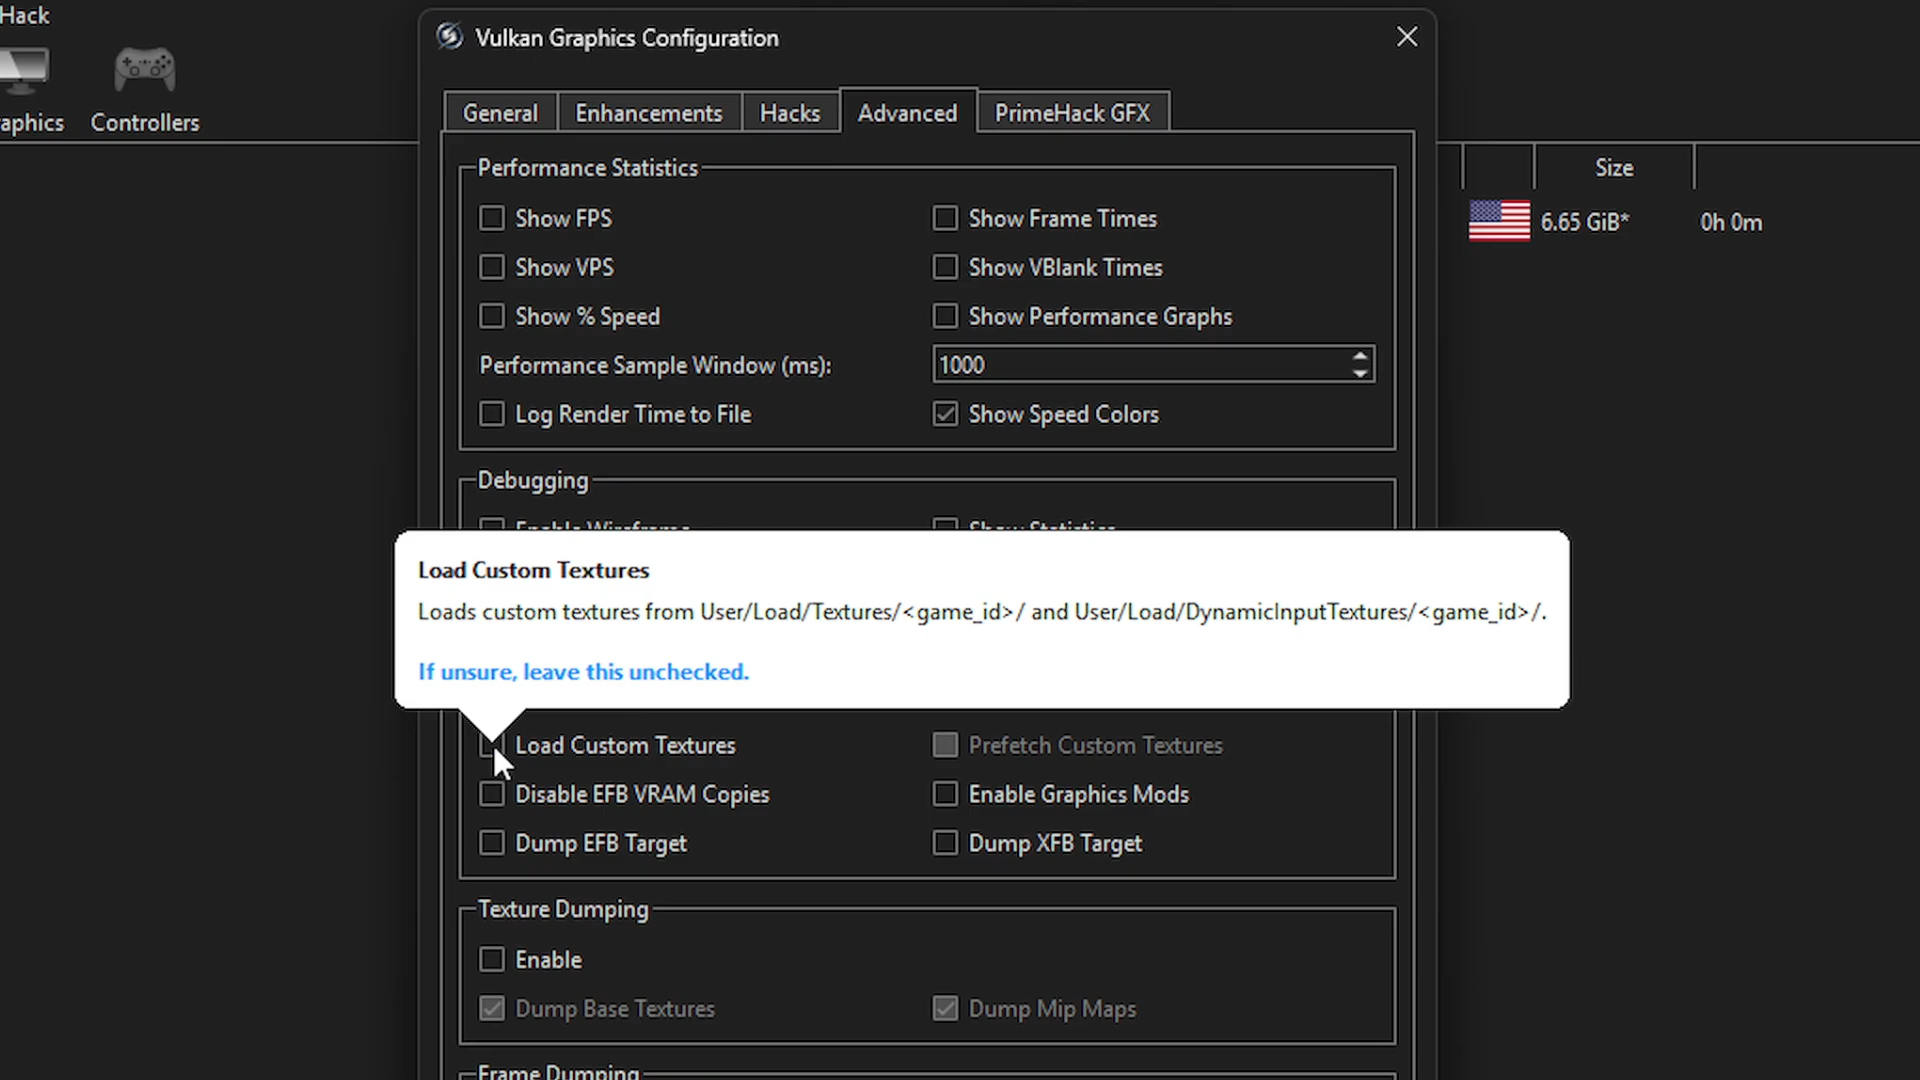 Hack
Vulkan Graphics Configuration
aphics
Controllers
General
Enhancements
Hacks
Advanced
PrimeHack GFX
Size
6.65 GiB*
0h 0m
Performance Statistics
Show FPS
Show Frame Times
Show VPS
Show VBlank Times
Show % Speed
Show Performance Graphs
Performance Sample Window (ms):
1000
Log Render Time to File
Show Speed Colors
Debugging
Enable Wireframe
Show Statistics
Load Custom Textures
Loads custom textures from User/Load/Textures/<game_id>/ and User/Load/DynamicInputTextures/<game_id>/.
If unsure, leave this unchecked.
Load Custom Textures
Prefetch Custom Textures
Disable EFB VRAM Copies
Enable Graphics Mods
Dump EFB Target
Dump XFB Target
Texture Dumping
Enable
Dump Base Textures
Dump Mip Maps
Frame Dumping